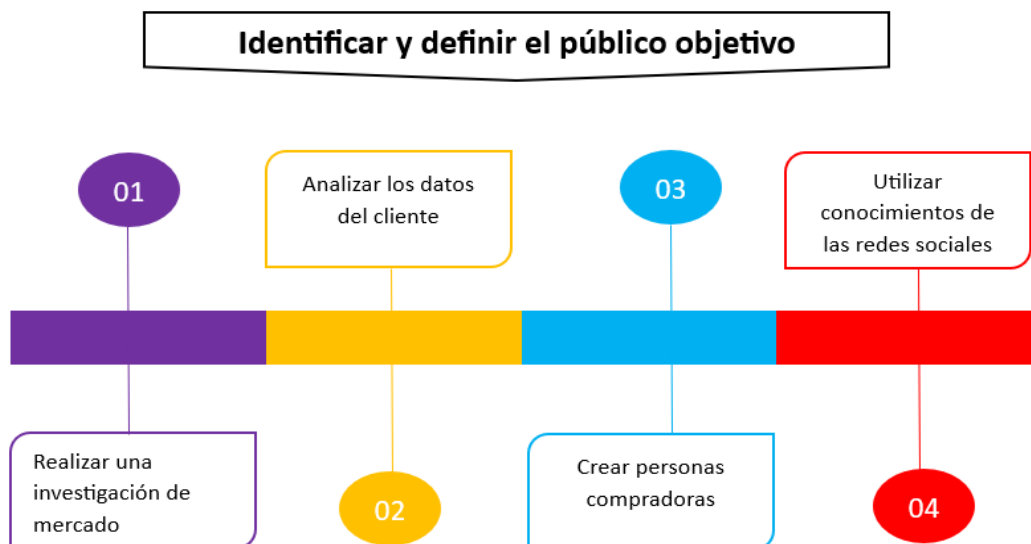 Identificar y definir el público objetivo
01
Realizar una
investigación de
mercado
Analizar los datos
del cliente
02
03
Crear personas
compradoras
Utilizar
conocimientos de
las redes sociales
04